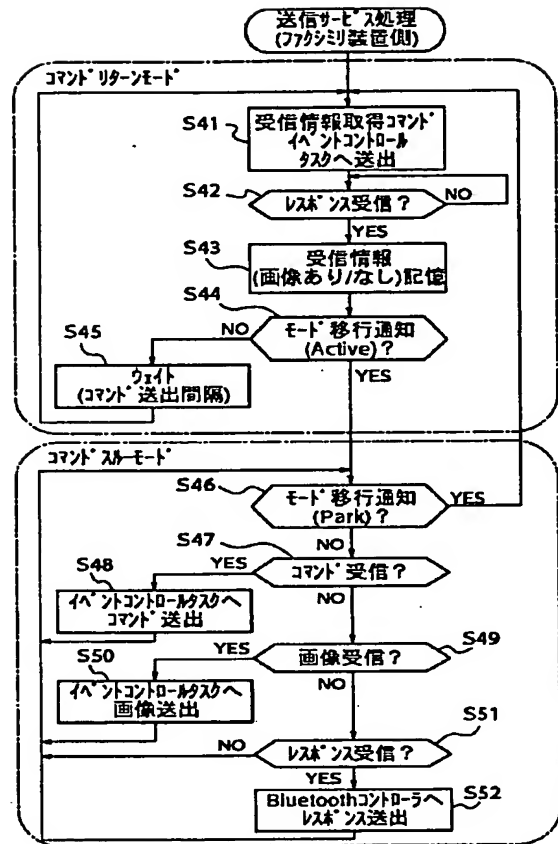 送信サービス処理
(ファクシミリ装置側)
コマンドリターンモード
S41
受信情報取得コマンド
イベントコントロール
タスクへ送出
S42
レスポンス受信?
NO
YES
S43
受信情報
(画像あり/なし)記憶
S44
モード移行通知
(Active)?
NO
YES
S45
ウェイト
(コマンド送出間隔)
コマンドスルーモード
S46
モード移行通知
(Park)?
YES
NO
S47
コマンド受信?
YES
NO
S48
イベントコントロールタスクへ
コマンド送出
S49
画像受信?
YES
NO
S50
イベントコントロールタスクへ
画像送出
S51
レスポンス受信?
NO
YES
S52
Bluetoothコントローラへ
レスポンス送出